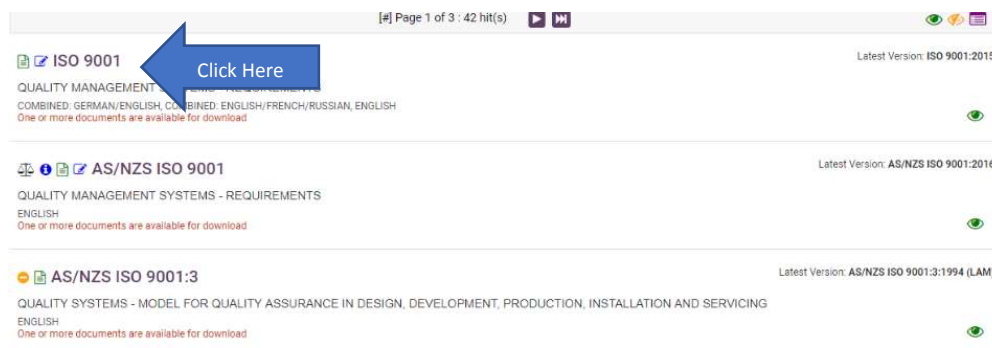 [#] Page 1 of 3 : 42 hit(s)
ISO 9001
Click Here
Latest Version: ISO 9001:2015
QUALITY MANAGEMENT SYSTEMS - REQUIREMENTS
COMBINED: GERMAN/ENGLISH, COMBINED: ENGLISH/FRENCH/RUSSIAN, ENGLISH
One or more documents are available for download
AS/NZS ISO 9001
Latest Version: AS/NZS ISO 9001:2016
QUALITY MANAGEMENT SYSTEMS - REQUIREMENTS
ENGLISH
One or more documents are available for download
AS/NZS ISO 9001:3
Latest Version: AS/NZS ISO 9001:3:1994 (LAM)
QUALITY SYSTEMS - MODEL FOR QUALITY ASSURANCE IN DESIGN, DEVELOPMENT, PRODUCTION, INSTALLATION AND SERVICING
ENGLISH
One or more documents are available for download